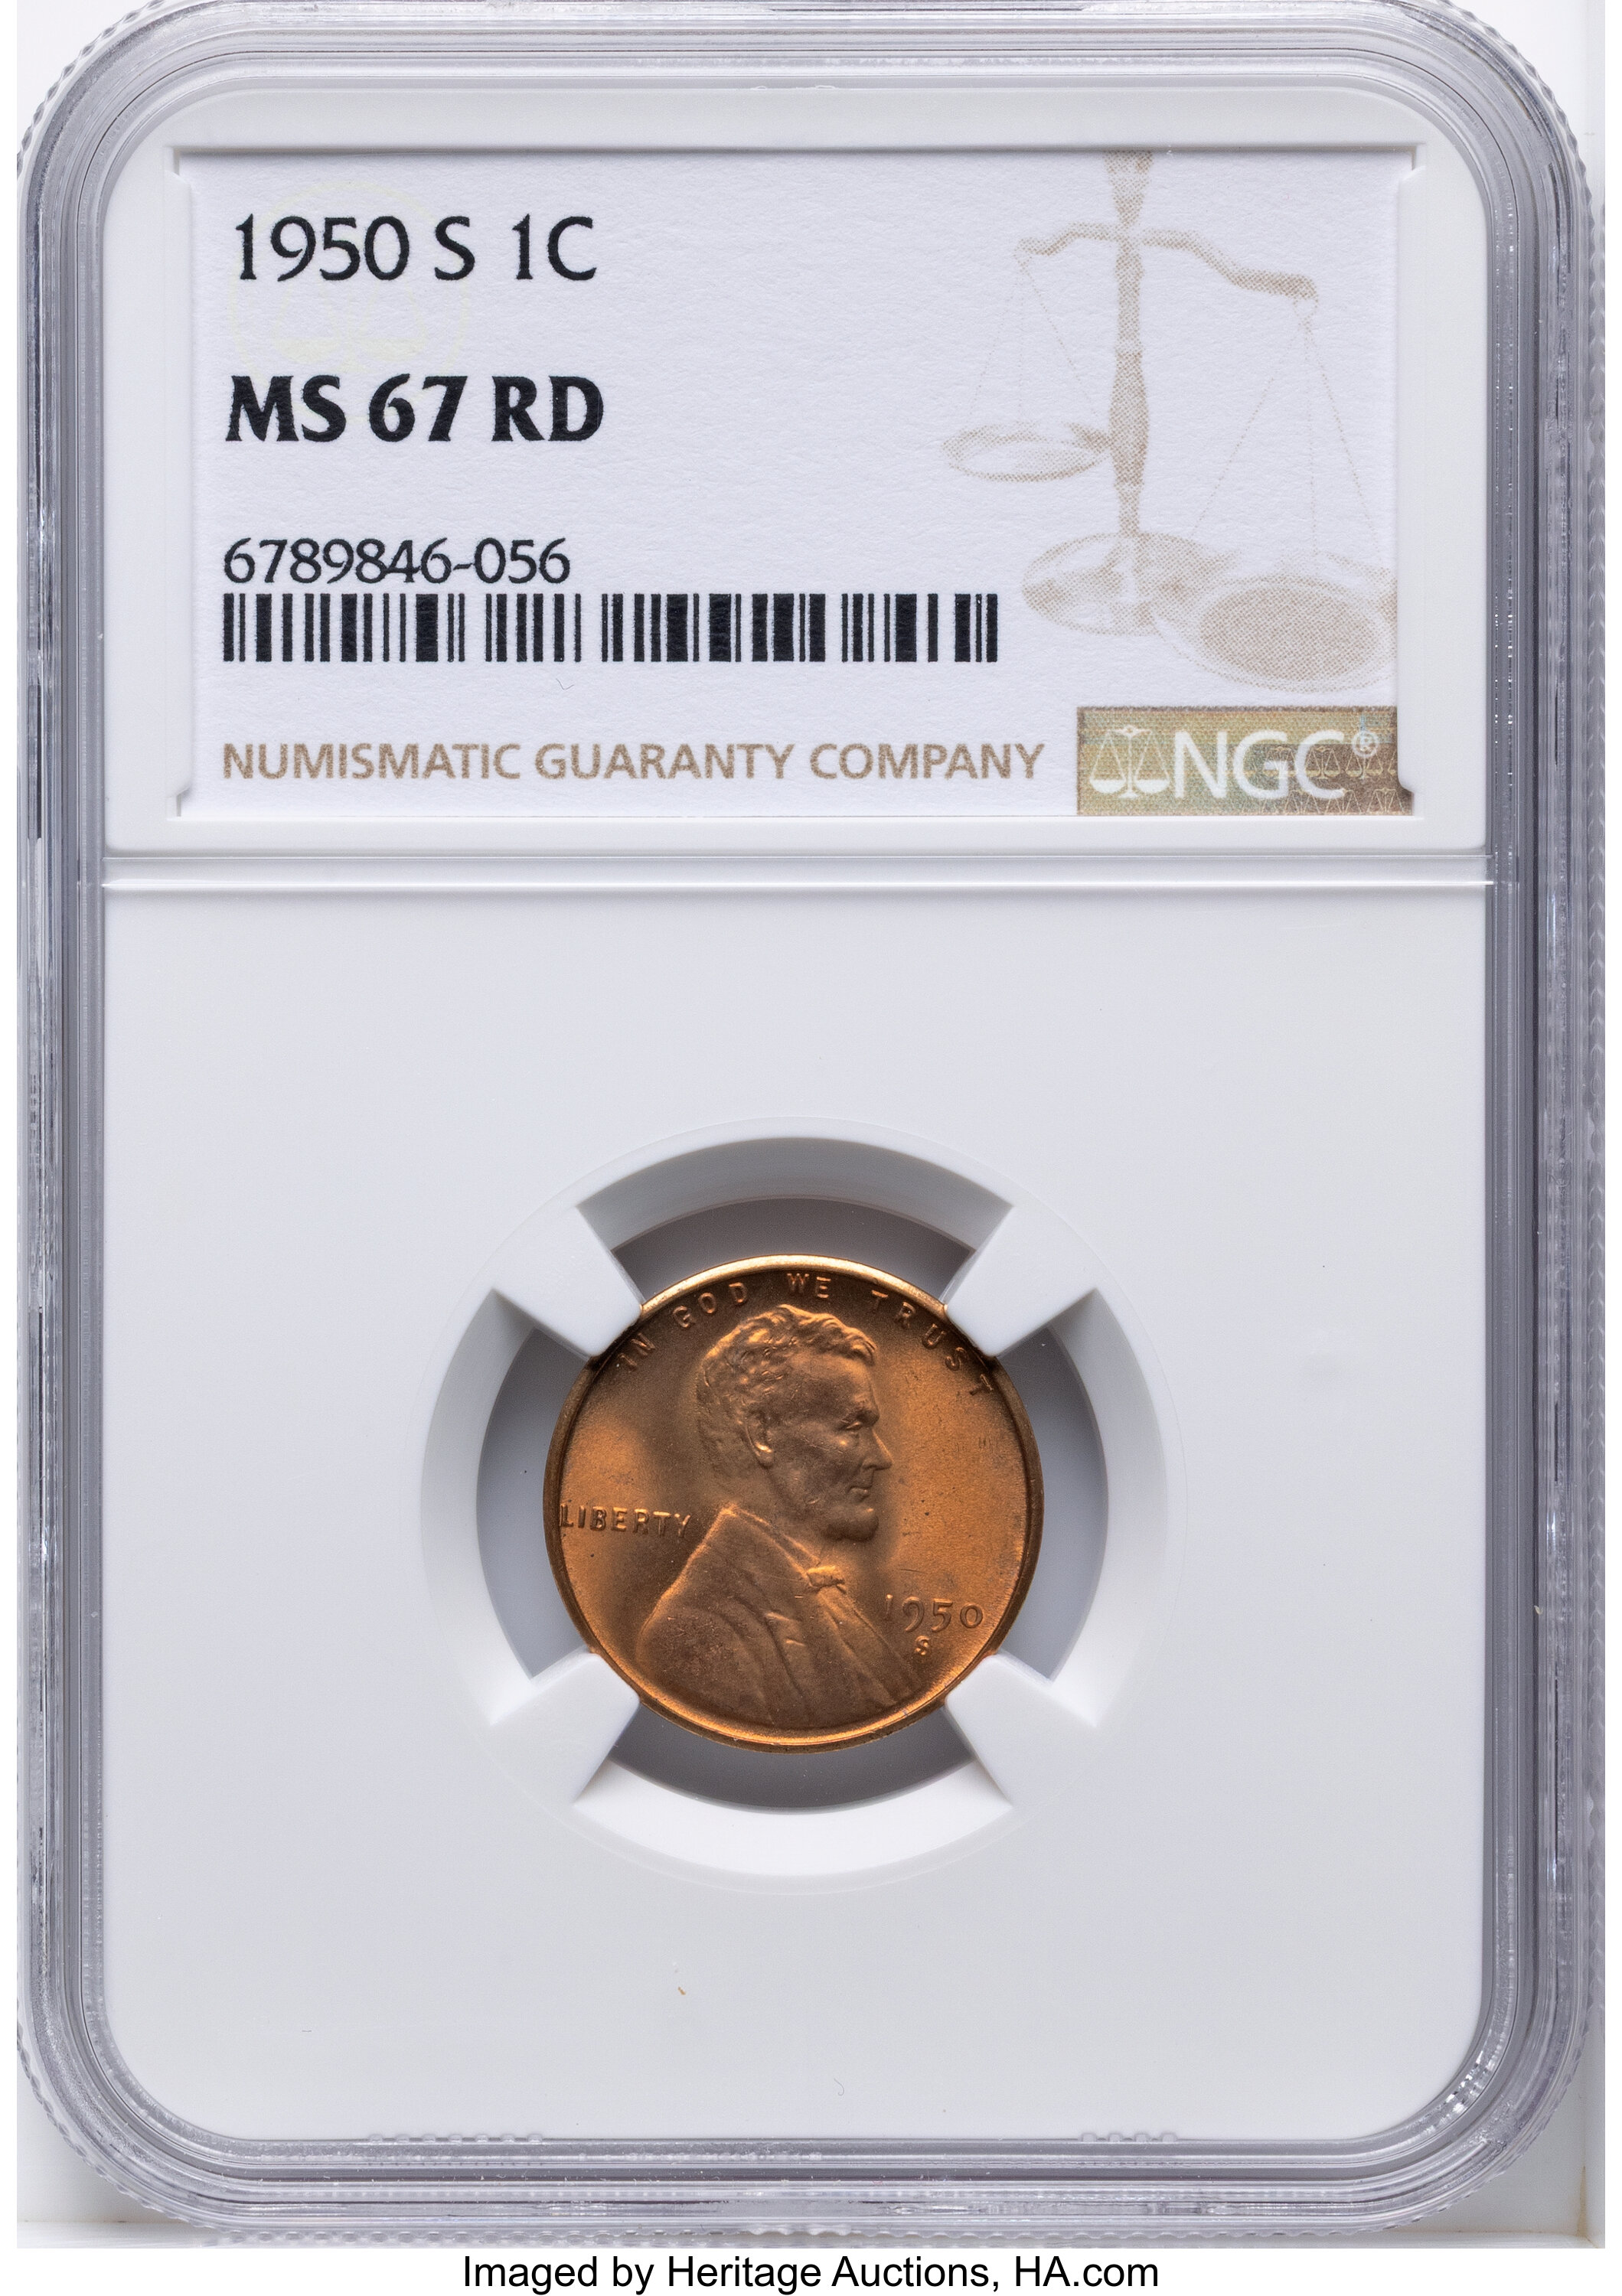 1950 S 1C
MS 67 RD
6789846-056
NUMISMATIC GUARANTY COMPANY
NGC®
IN GOD WE TRUST
LIBERTY
1950
S
Imaged by Heritage Auctions, HA.com